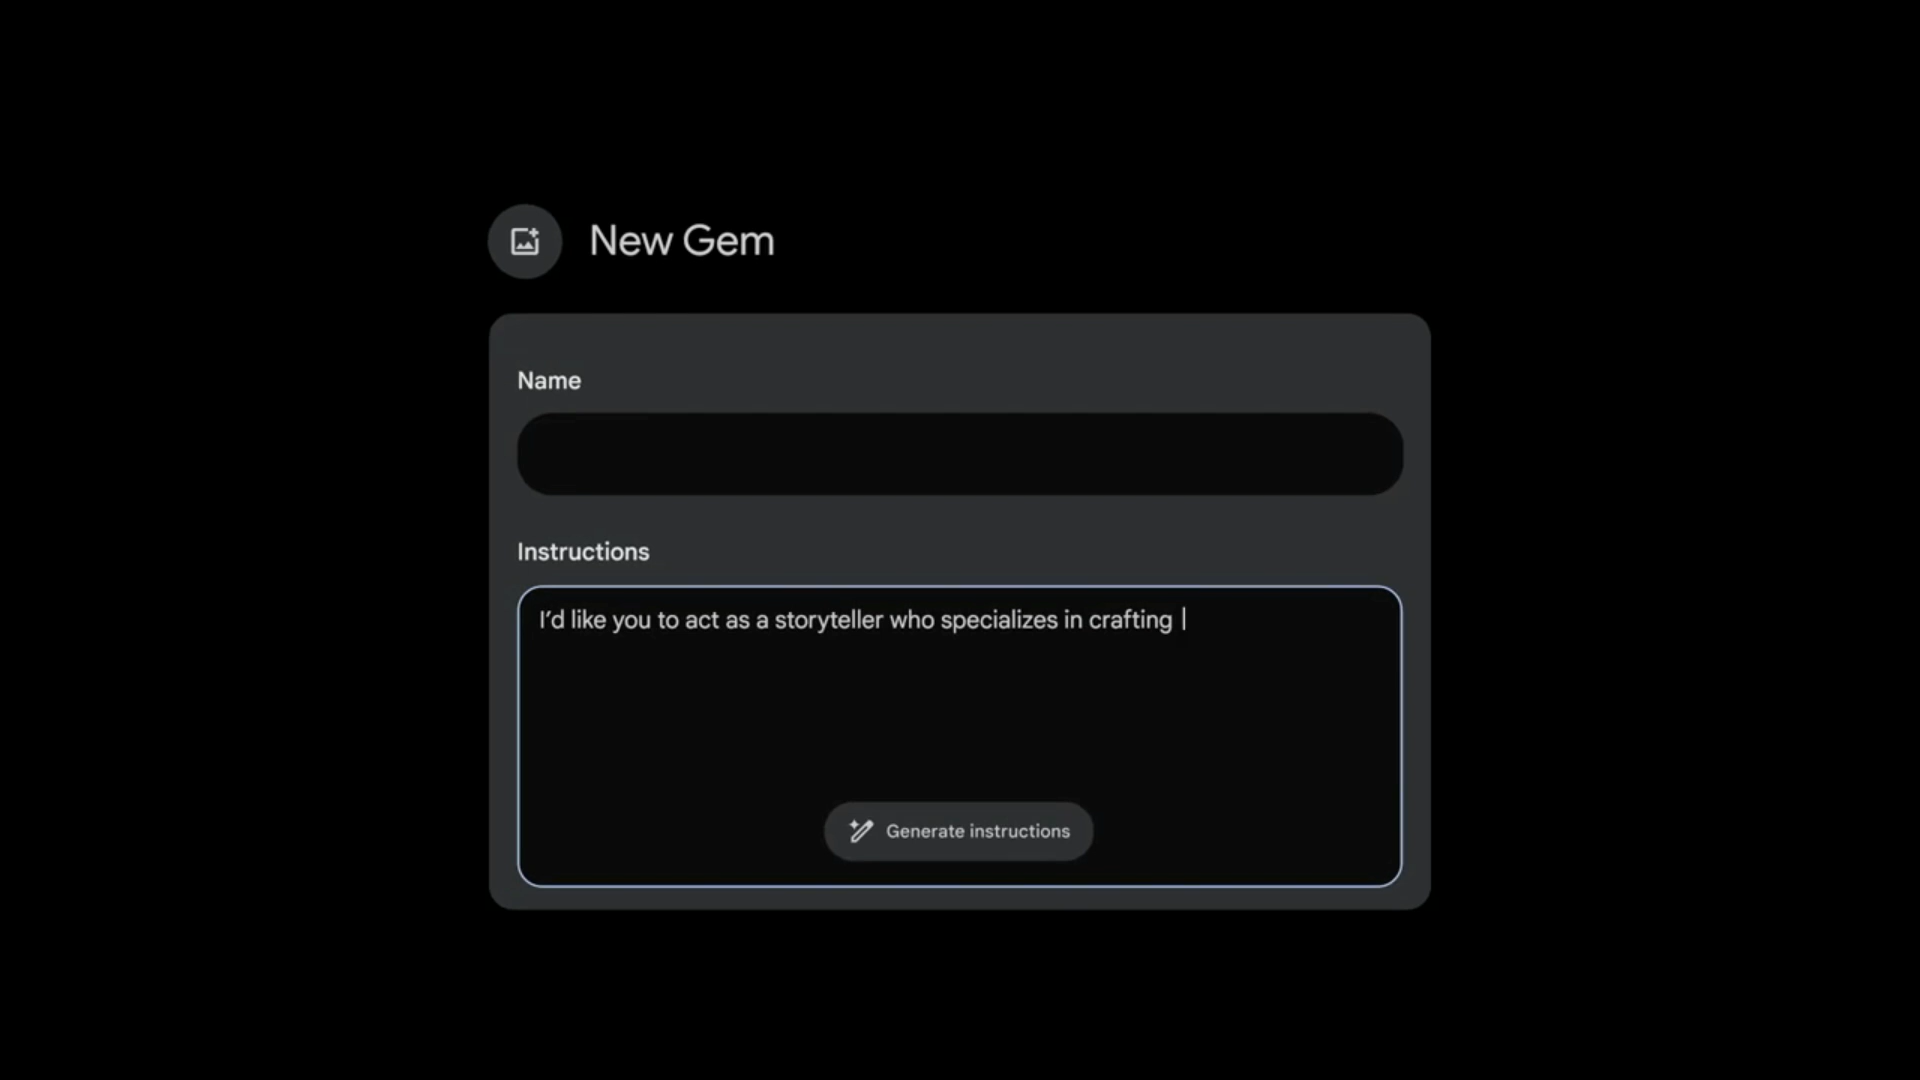 New Gem
Name
Instructions
I’d like you to act as a storyteller who specializes in crafting
Generate instructions